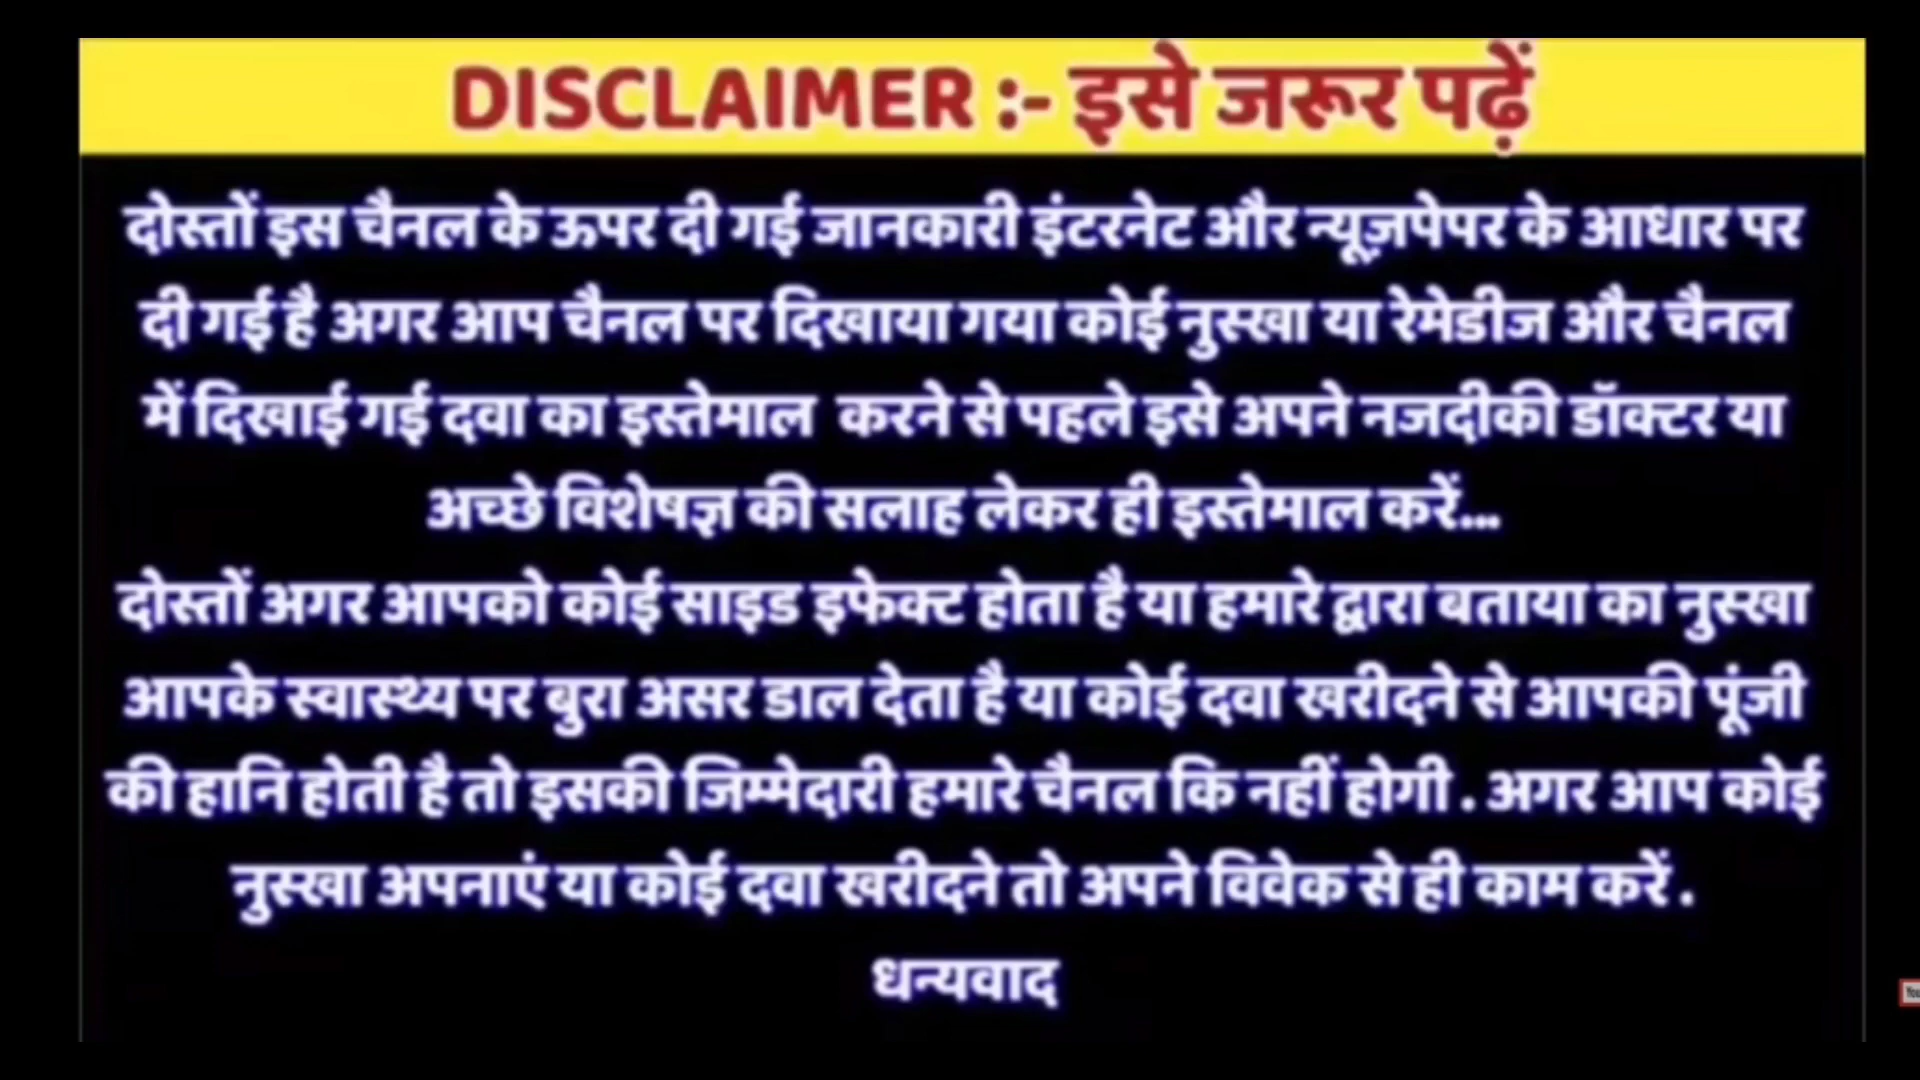 DISCLAIMER :- इसे जरूर पढ़ें
दोस्तों इस चैनल के ऊपर दी गई जानकारी इंटरनेट और न्यूज़पेपर के आधार पर
दी गई है अगर आप चैनल पर दिखाया गया कोई नुस्खा या रेमेडीज और चैनल
में दिखाई गई दवा का इस्तेमाल करने से पहले इसे अपने नजदीकी डॉक्टर या
अच्छे विशेषज्ञ की सलाह लेकर ही इस्तेमाल करें...
दोस्तों अगर आपको कोई साइड इफेक्ट होता है या हमारे द्वारा बताया का नुस्खा
आपके स्वास्थ्य पर बुरा असर डाल देता है या कोई दवा खरीदने से आपकी पूंजी
की हानि होती है तो इसकी जिम्मेदारी हमारे चैनल कि नहीं होगी . अगर आप कोई
नुस्खा अपनाएं या कोई दवा खरीदने तो अपने विवेक से ही काम करें .
धन्यवाद